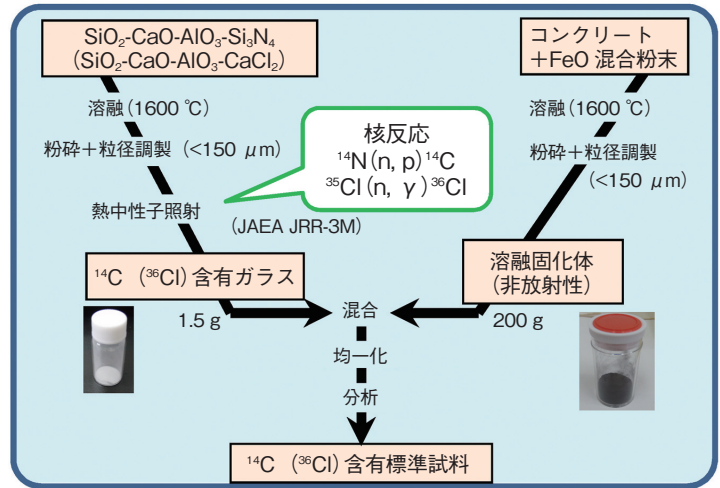 SiO₂-CaO-AlO₃-Si₃N₄
(SiO₂-CaO-AlO₃-CaCl₂)
溶融(1600 ℃)
粉砕＋粒径調製 (<150 μm)
熱中性子照射
(JAEA JRR-3M)
核反応
¹⁴N(n, p)¹⁴C
³⁵Cl(n, γ)³⁶Cl
¹⁴C (³⁶Cl)含有ガラス
1.5 g
コンクリート
＋FeO 混合粉末
溶融(1600 ℃)
粉砕＋粒径調製
(<150 μm)
溶融固化体
(非放射性)
200 g
混合
均一化
分析
¹⁴C (³⁶Cl)含有標準試料